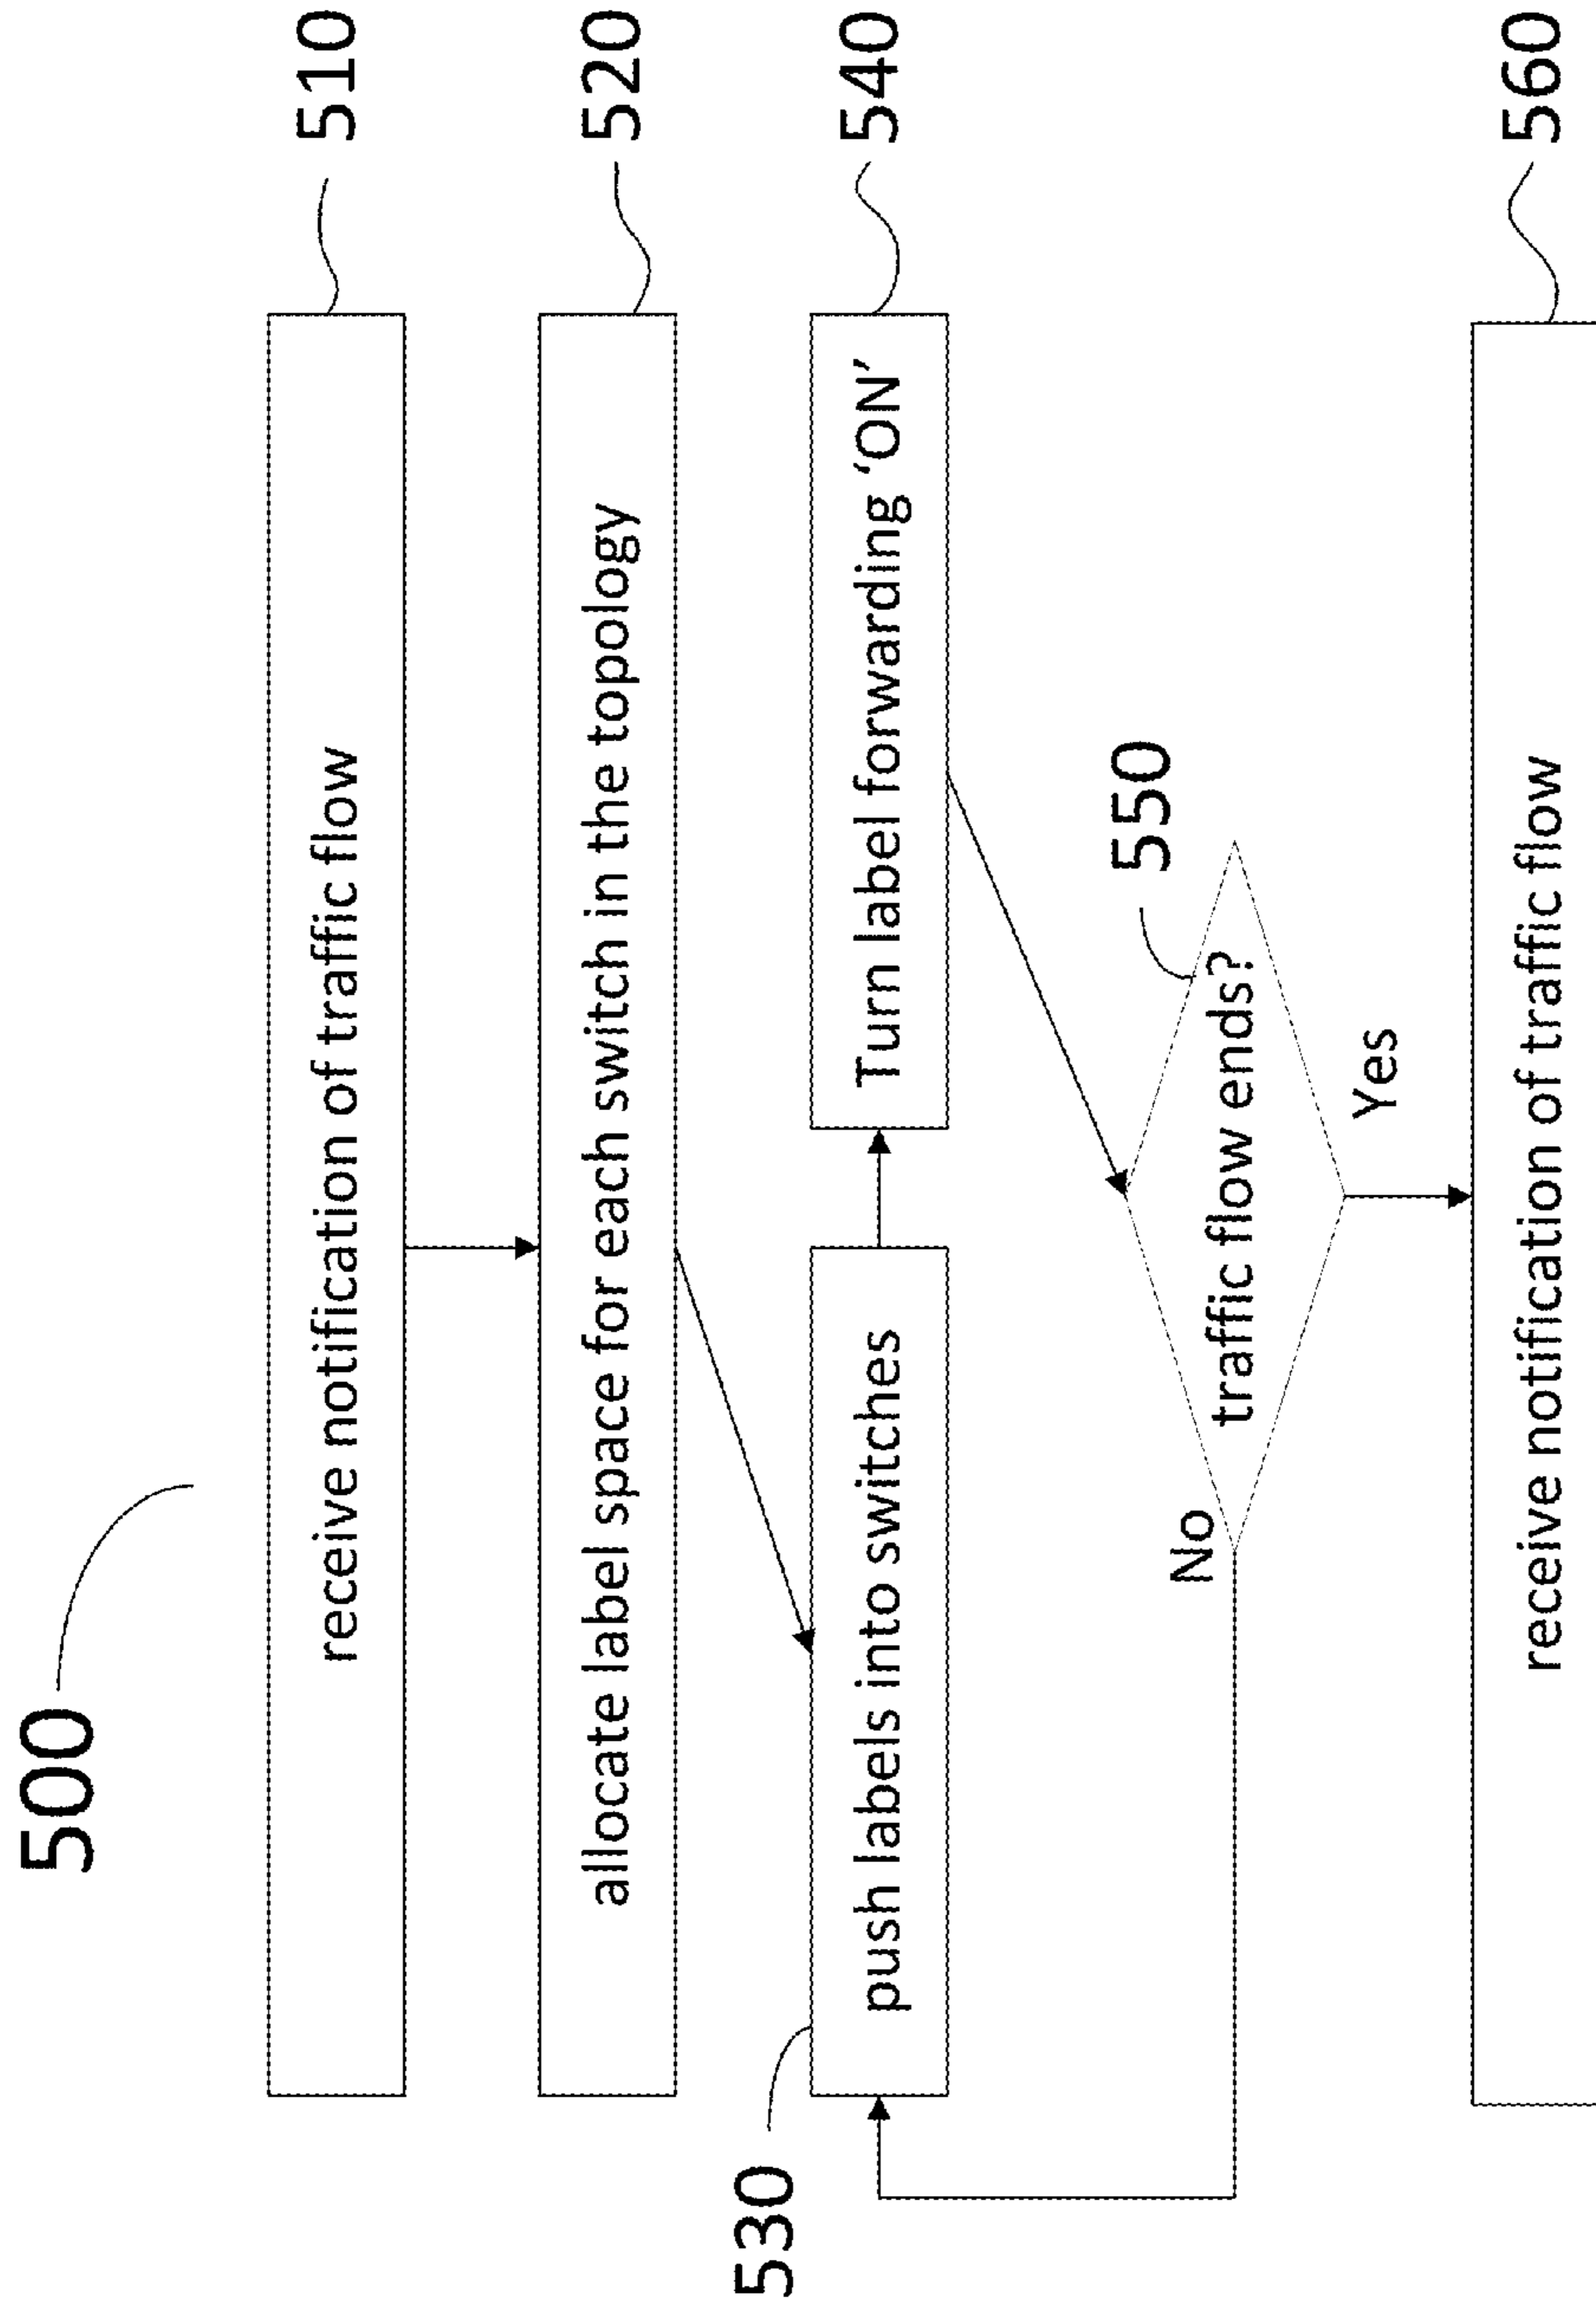 500
receive notification of traffic flow
510
allocate label space for each switch in the topology
520
530
push labels into switches
Turn label forwarding ‘ON’
540
550
traffic flow ends?
No
Yes
receive notification of traffic flow
560